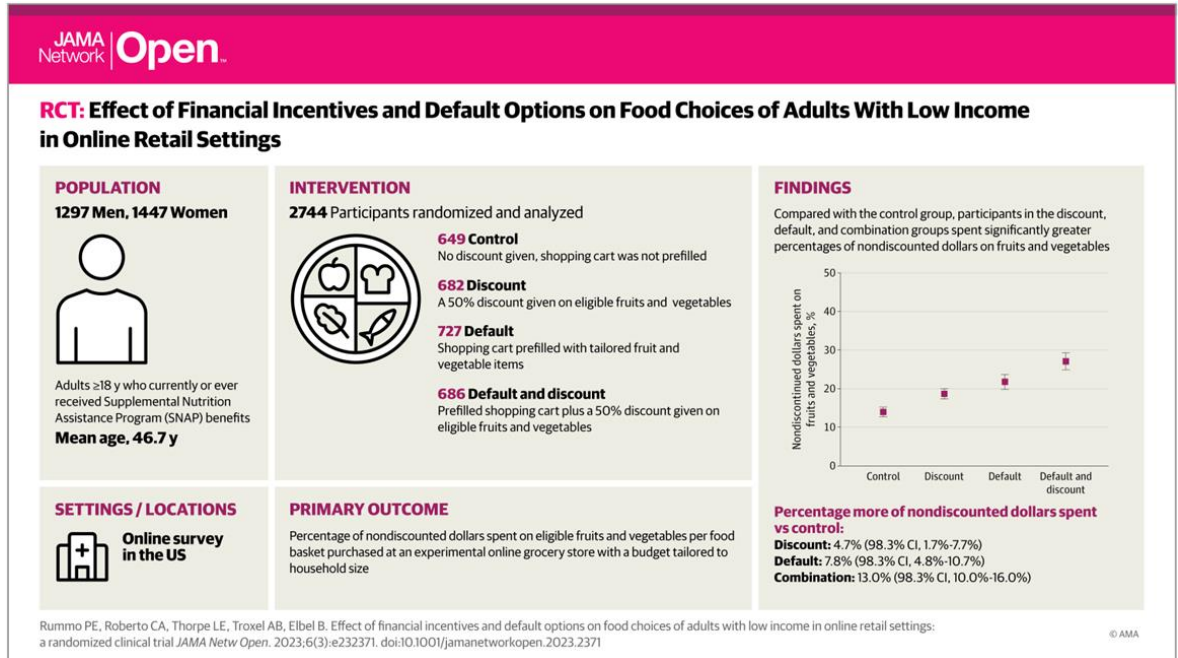 JAMA
Network
Open™
RCT: Effect of Financial Incentives and Default Options on Food Choices of Adults With Low Income
in Online Retail Settings
POPULATION
1297 Men, 1447 Women
Adults ≥18 y who currently or ever
received Supplemental Nutrition
Assistance Program (SNAP) benefits
Mean age, 46.7 y
INTERVENTION
2744 Participants randomized and analyzed
649 Control
No discount given, shopping cart was not prefilled
682 Discount
A 50% discount given on eligible fruits and vegetables
727 Default
Shopping cart prefilled with tailored fruit and
vegetable items
686 Default and discount
Prefilled shopping cart plus a 50% discount given on
eligible fruits and vegetables
FINDINGS
Compared with the control group, participants in the discount,
default, and combination groups spent significantly greater
percentages of nondiscounted dollars on fruits and vegetables
Nondiscontinued dollars spent on
fruits and vegetables, %
50
40
30
20
10
0
Control
Discount
Default
Default and
discount
Percentage more of nondiscounted dollars spent
vs control:
Discount: 4.7% (98.3% CI, 1.7%-7.7%)
Default: 7.8% (98.3% CI, 4.8%-10.7%)
Combination: 13.0% (98.3% CI, 10.0%-16.0%)
SETTINGS / LOCATIONS
Online survey
in the US
PRIMARY OUTCOME
Percentage of nondiscounted dollars spent on eligible fruits and vegetables per food
basket purchased at an experimental online grocery store with a budget tailored to
household size
Rummo PE, Roberto CA, Thorpe LE, Troxel AB, Elbel B. Effect of financial incentives and default options on food choices of adults with low income in online retail settings:
a randomized clinical trial JAMA Netw Open. 2023;6(3):e232371. doi:10.1001/jamanetworkopen.2023.2371
© AMA